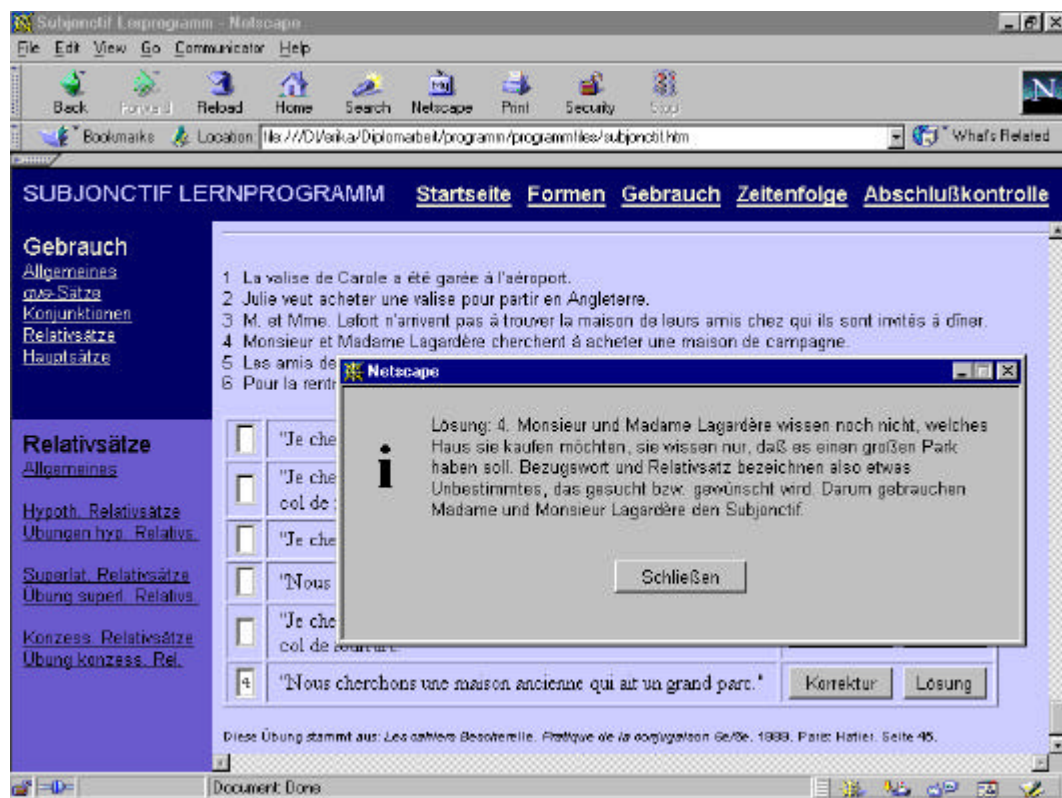 Subjonctif Lernprogramm - Netscape
File Edit View Go Communicator Help
Back Forward Reload Home Search Netscape Print Security Stop
Bookmarks Location: file:///D|/erika/Diplomarbeit/programm/programmfiles/subjonctif.htm What's Related
SUBJONCTIF LERNPROGRAMM Startseite Formen Gebrauch Zeitenfolge Abschlußkontrolle
Gebrauch
Allgemeines
que-Sätze
Konjunktionen
Relativsätze
Hauptsätze
Relativsätze
Allgemeines
Hypoth. Relativsätze
Übungen hyp. Relativs.
Superlat. Relativsätze
Übung superl. Relativs.
Konzess. Relativsätze
Übung konzess. Rel.
1 La valise de Carole a été garée à l'aéroport.
2 Julie veut acheter une valise pour partir en Angleterre.
3 M. et Mme. Lefort n'arrivent pas à trouver la maison de leurs amis chez qui ils sont invités à dîner.
4 Monsieur et Madame Lagardère cherchent à acheter une maison de campagne.
5 Les amis de
6 Pour la rentr
"Je che
"Je che
col de
"Je che
"Nous
"Je che
col de
4 "Nous cherchons une maison ancienne qui ait un grand parc." Korrektur Lösung
Netscape
Lösung: 4. Monsieur und Madame Lagardère wissen noch nicht, welches
Haus sie kaufen möchten, sie wissen nur, daß es einen großen Park
haben soll. Bezugswort und Relativsatz bezeichnen also etwas
Unbestimmtes, das gesucht bzw. gewünscht wird. Darum gebrauchen
Madame und Monsieur Lagardère den Subjonctif.
Schließen
Diese Übung stammt aus: Les cahiers Bescherelle. Pratique de la conjugaison 6e/5e. 1989. Paris: Hatier. Seite 45.
Document: Done